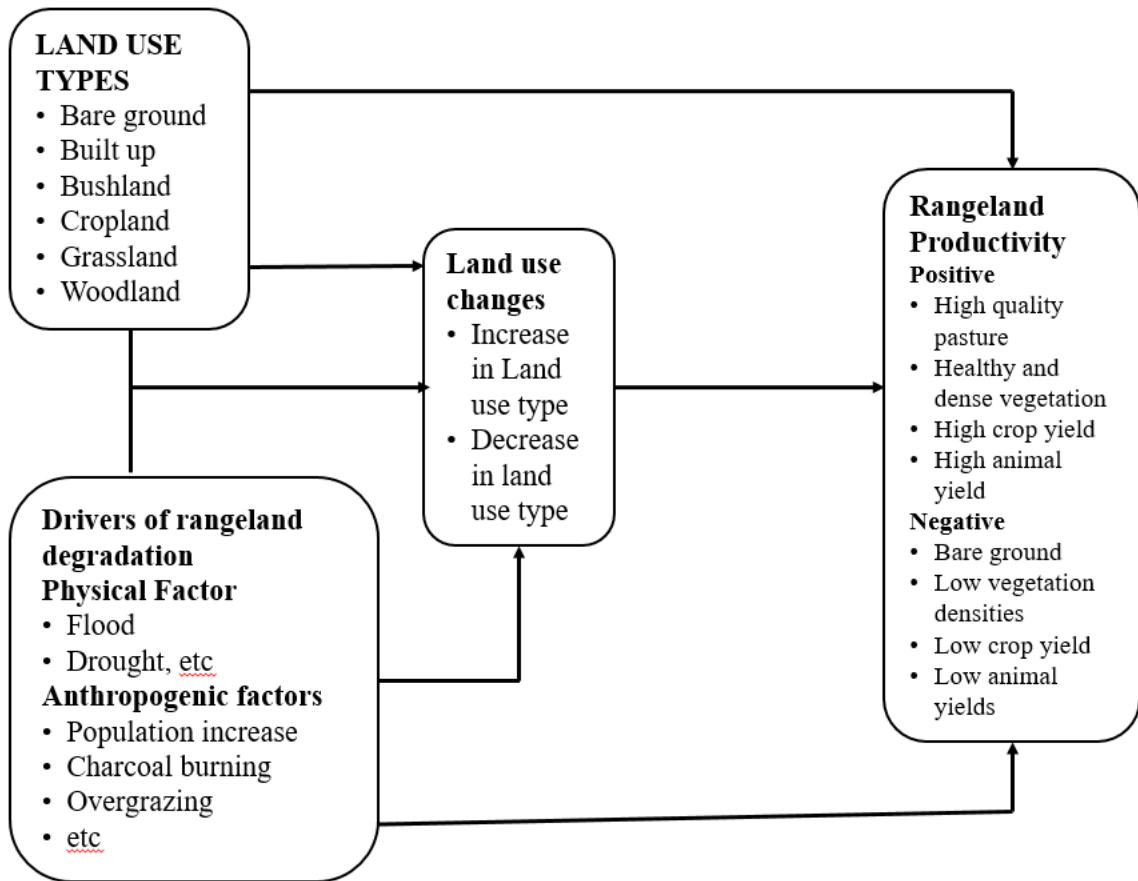 LAND USE
TYPES
• Bare ground
• Built up
• Bushland
• Cropland
• Grassland
• Woodland
Land use
changes
• Increase
in Land
use type
• Decrease
in land
use type
Rangeland
Productivity
Positive
• High quality
pasture
• Healthy and
dense vegetation
• High crop yield
• High animal
yield
Negative
• Bare ground
• Low vegetation
densities
• Low crop yield
• Low animal
yields
Drivers of rangeland
degradation
Physical Factor
• Flood
• Drought, etc
Anthropogenic factors
• Population increase
• Charcoal burning
• Overgrazing
• etc